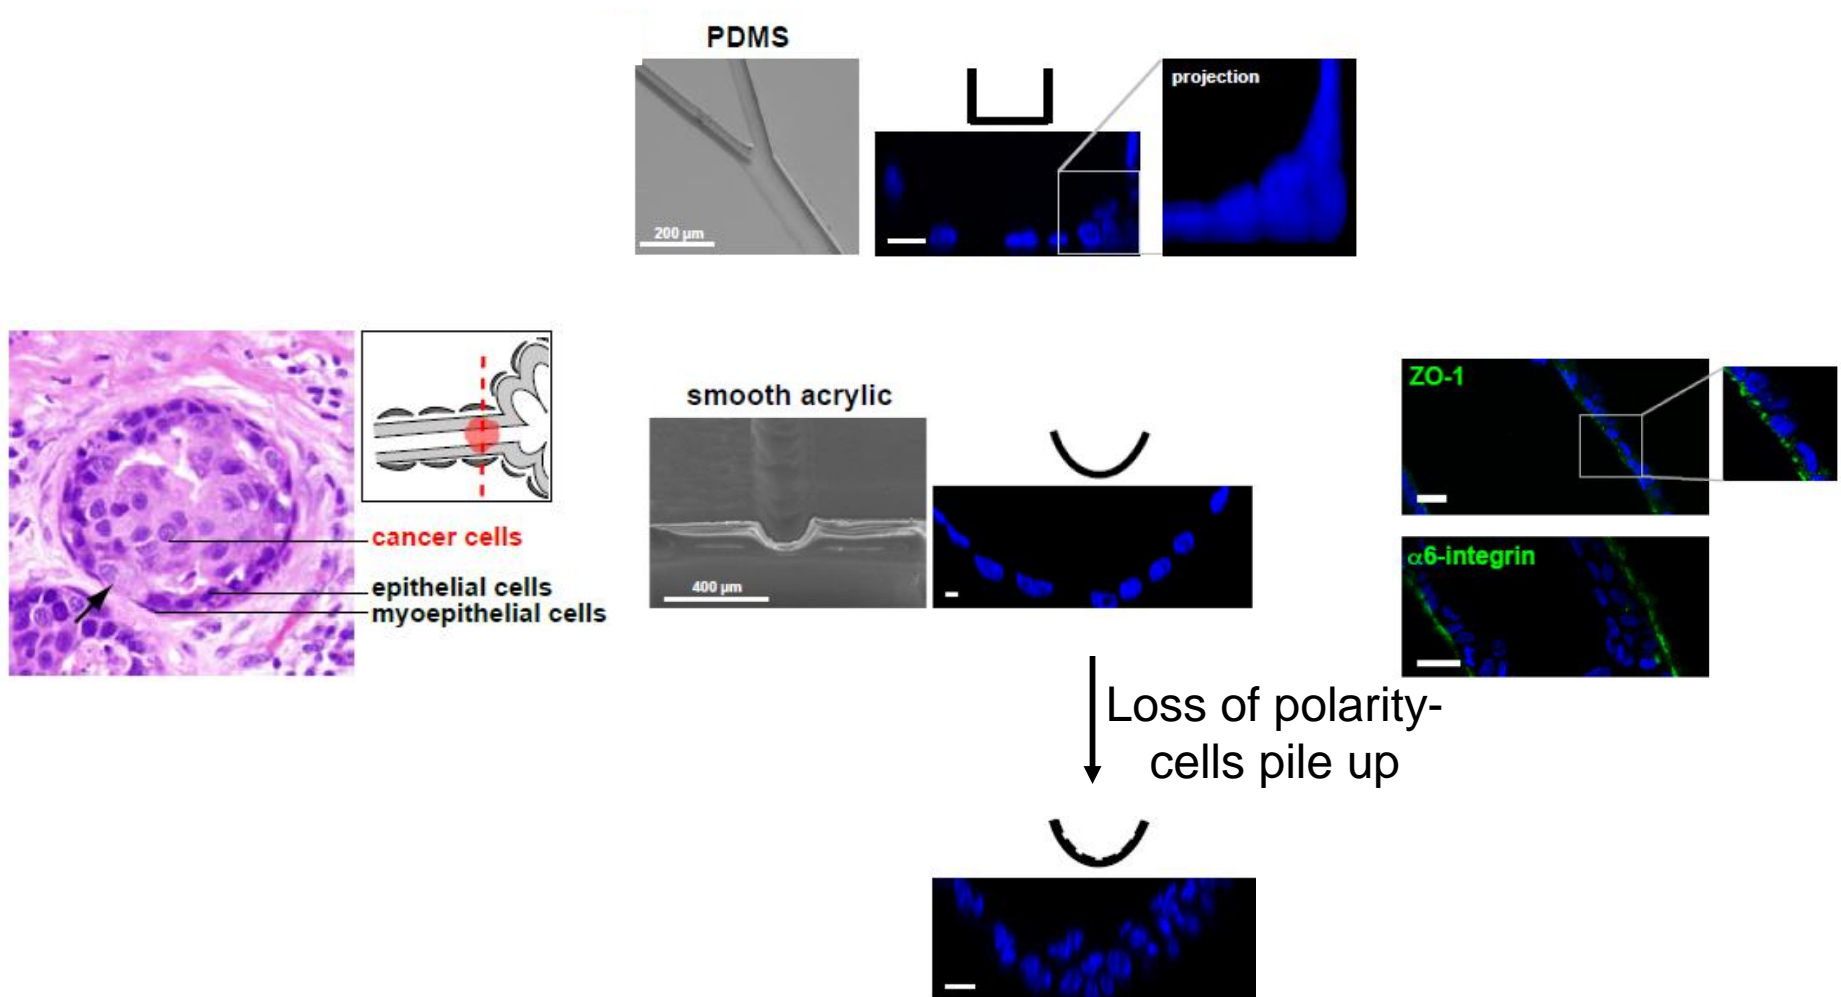 PDMS
200 µm
projection
cancer cells
epithelial cells
myoepithelial cells
smooth acrylic
400 µm
ZO-1
α6-integrin
Loss of polarity-
cells pile up